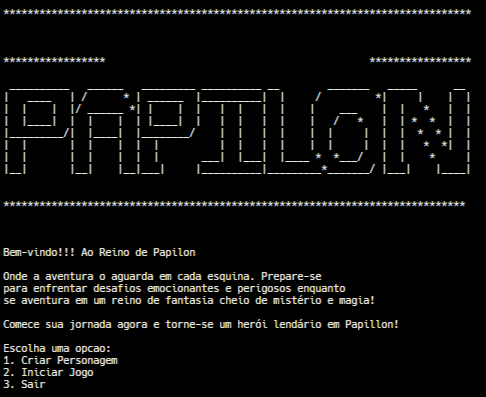 PAPILON
Bem-vindo!!! Ao Reino de Papilon
Onde a aventura o aguarda em cada esquina. Prepare-se
para enfrentar desafios emocionantes e perigosos enquanto
se aventura em um reino de fantasia cheio de mistério e magia!
Comece sua jornada agora e torne-se um herói lendário em Papillon!
Escolha uma opcao:
1. Criar Personagem
2. Iniciar Jogo
3. Sair